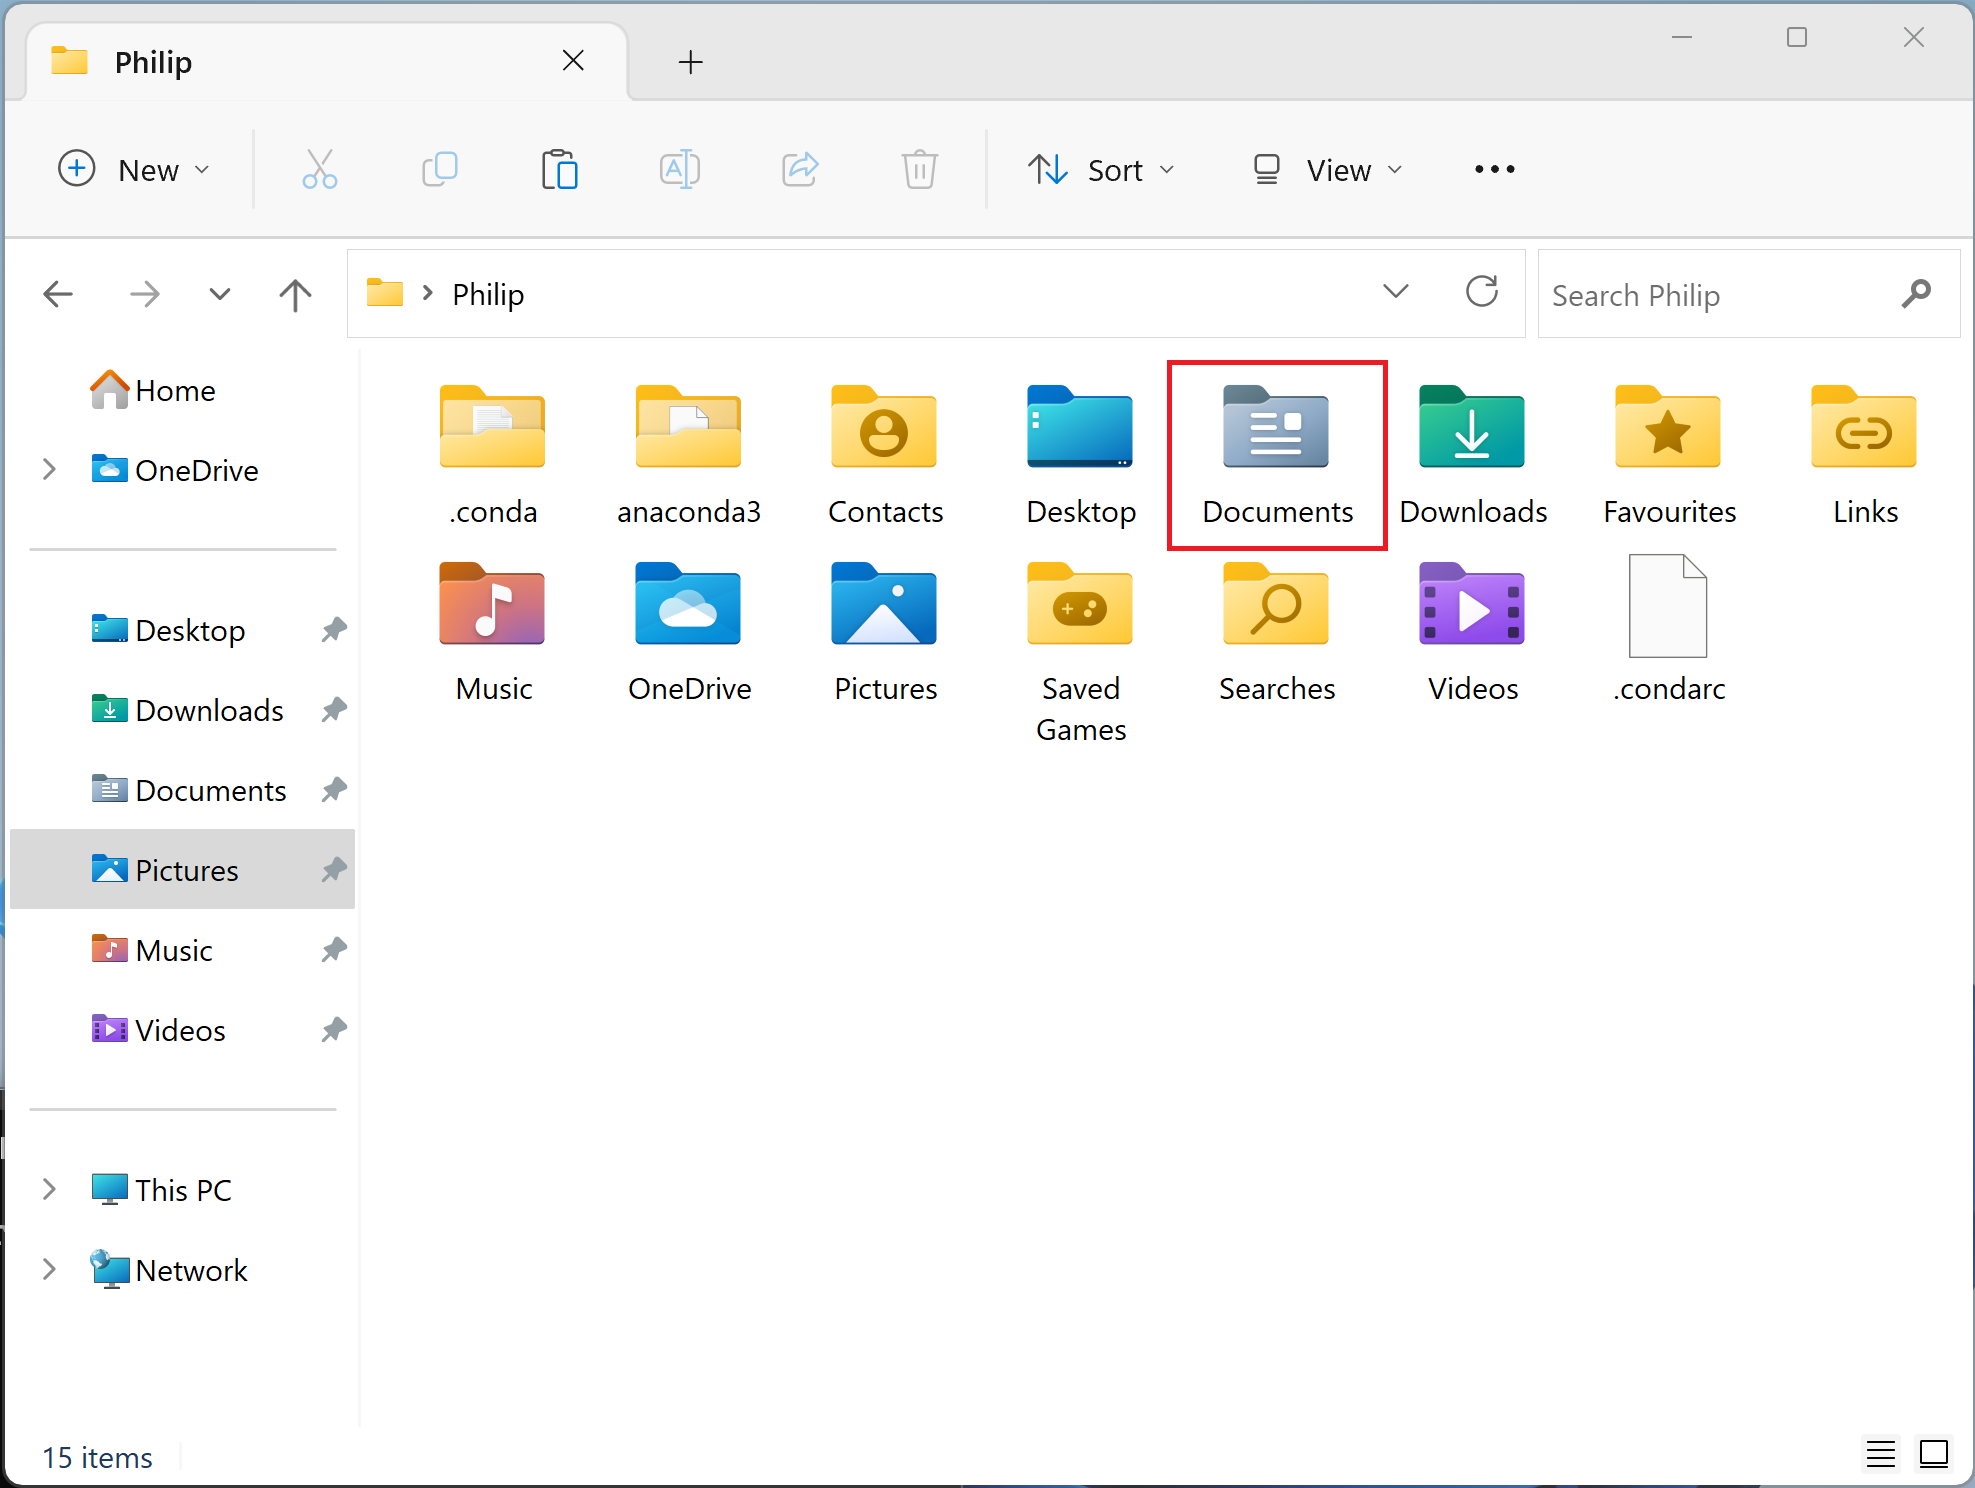 Philip
New
Sort
View
Philip
Search Philip
Home
OneDrive
Desktop
Downloads
Documents
Pictures
Music
Videos
This PC
Network
.conda
anaconda3
Contacts
Desktop
Documents
Downloads
Favourites
Links
Music
OneDrive
Pictures
Saved
Games
Searches
Videos
.condarc
15 items